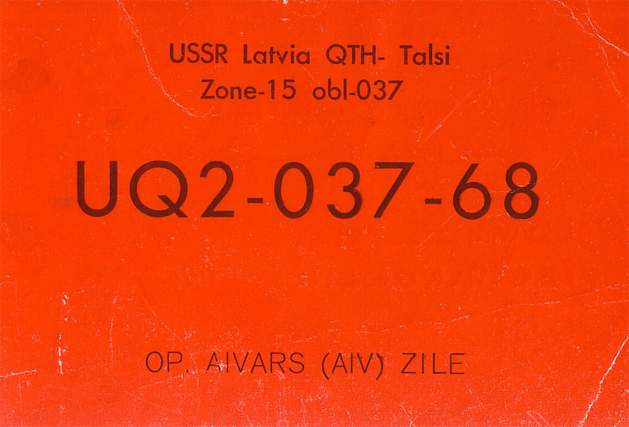 USSR Latvia QTH- Talsi
Zone-15 obl-037
UQ2-037-68
OP. AIVARS (AIV) ZILE